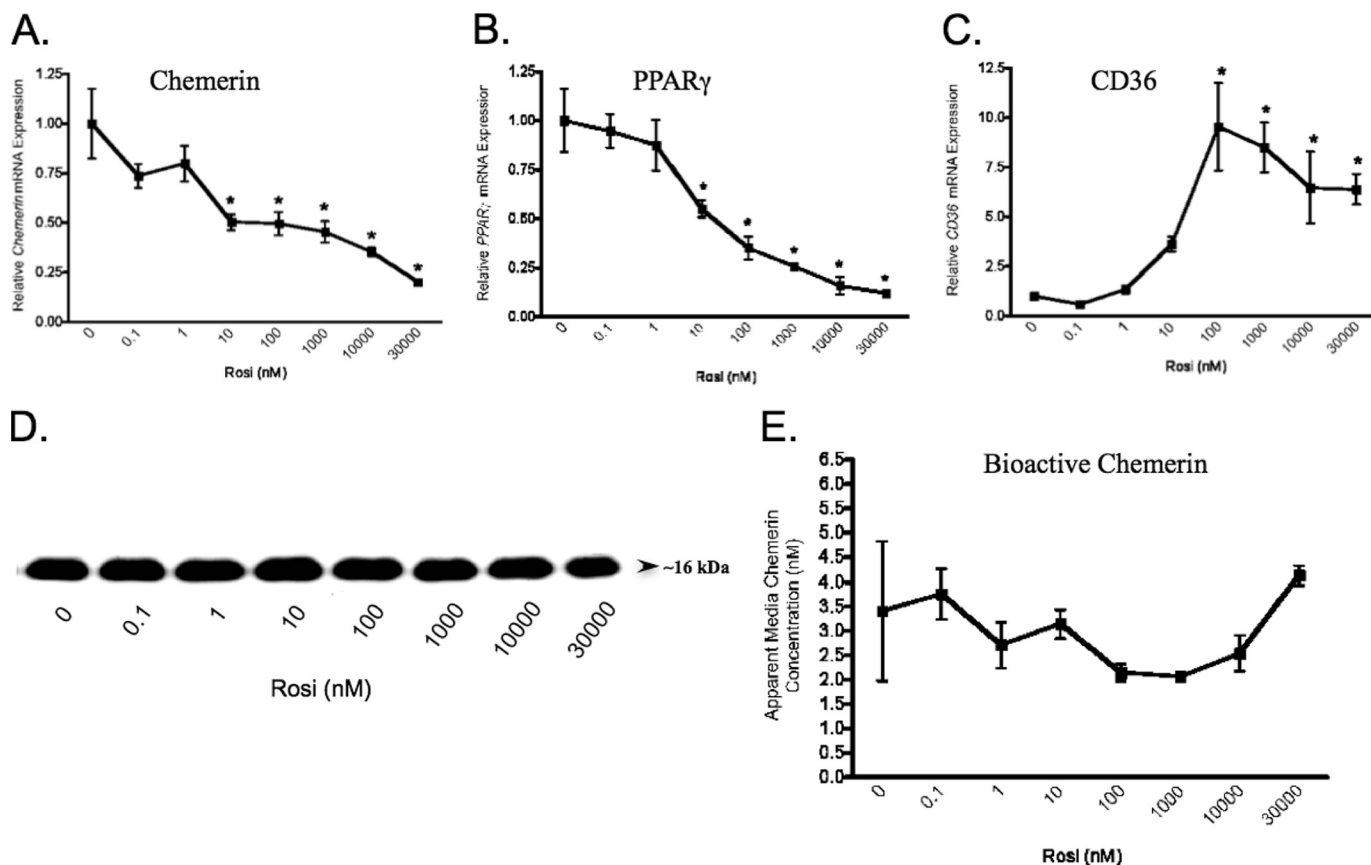 A.
Chemerin
Relative Chemerin mRNA Expression
1.25
1.00
0.75
0.50
0.25
0.00
* * * * *
0 0.1 1 10 100 1000 10000 30000
Rosi (nM)
B.
PPARγ
Relative PPARγ mRNA Expression
1.25
1.00
0.75
0.50
0.25
0.00
* * * * *
0 0.1 1 10 100 1000 10000 30000
Rosi (nM)
C.
CD36
Relative CD36 mRNA Expression
12.5
10.0
7.5
5.0
2.5
0.0
* * * *
0 0.1 1 10 100 1000 10000 30000
Rosi (nM)
D.
~16 kDa
0 0.1 1 10 100 1000 10000 30000
Rosi (nM)
E.
Bioactive Chemerin
Apparent Media Chemerin
Concentration (nM)
6.5
6.0
5.5
5.0
4.5
4.0
3.5
3.0
2.5
2.0
1.5
1.0
0.5
0.0
0 0.1 1 10 100 1000 10000 30000
Rosi (nM)